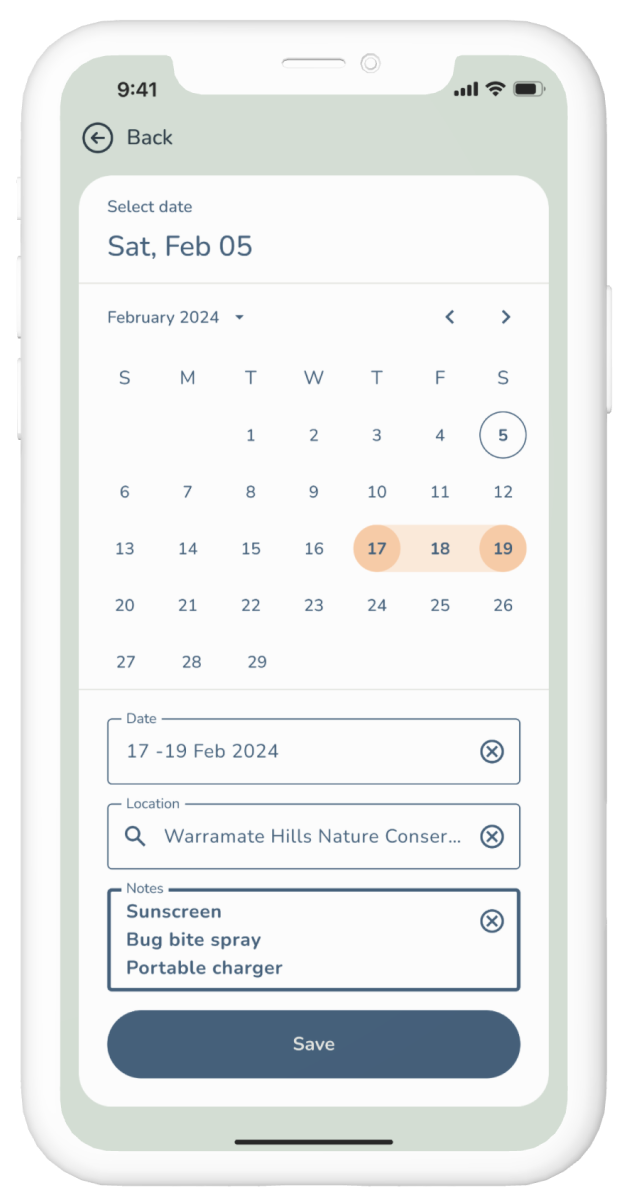 9:41
Back
Select date
Sat, Feb 05
February 2024
S M T W T F S
1 2 3 4 5
6 7 8 9 10 11 12
13 14 15 16 17 18 19
20 21 22 23 24 25 26
27 28 29
Date
17 -19 Feb 2024
Location
Warramate Hills Nature Conser...
Notes
Sunscreen
Bug bite spray
Portable charger
Save